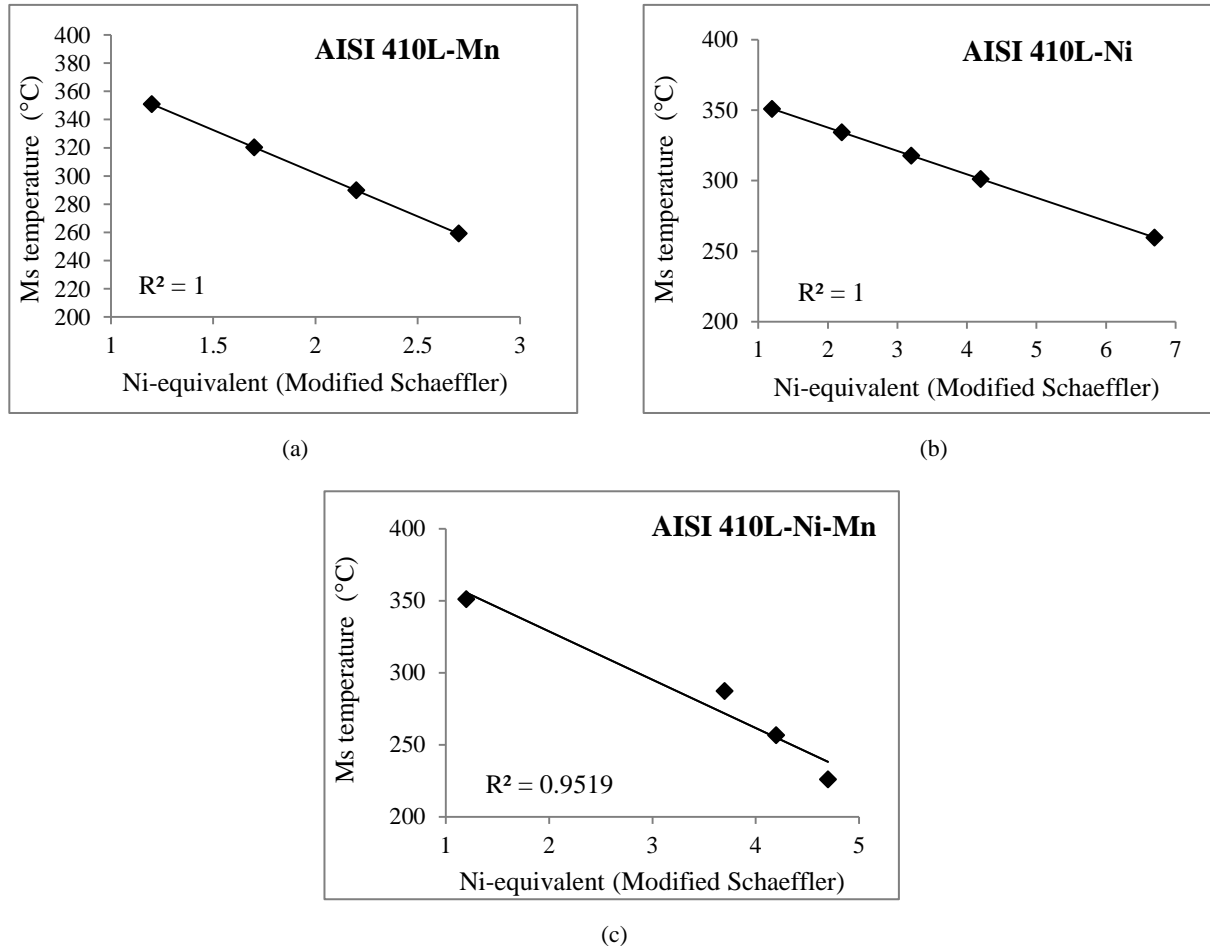 AISI 410L-Mn
Ms temperature (°C)
400
380
360
340
320
300
280
260
240
220
200
R² = 1
1
1.5
2
2.5
3
Ni-equivalent (Modified Schaeffler)
(a)
AISI 410L-Ni
Ms temperature (°C)
400
350
300
250
200
R² = 1
1
2
3
4
5
6
7
Ni-equivalent (Modified Schaeffler)
(b)
AISI 410L-Ni-Mn
Ms temperature (°C)
400
350
300
250
200
R² = 0.9519
1
2
3
4
5
Ni-equivalent (Modified Schaeffler)
(c)